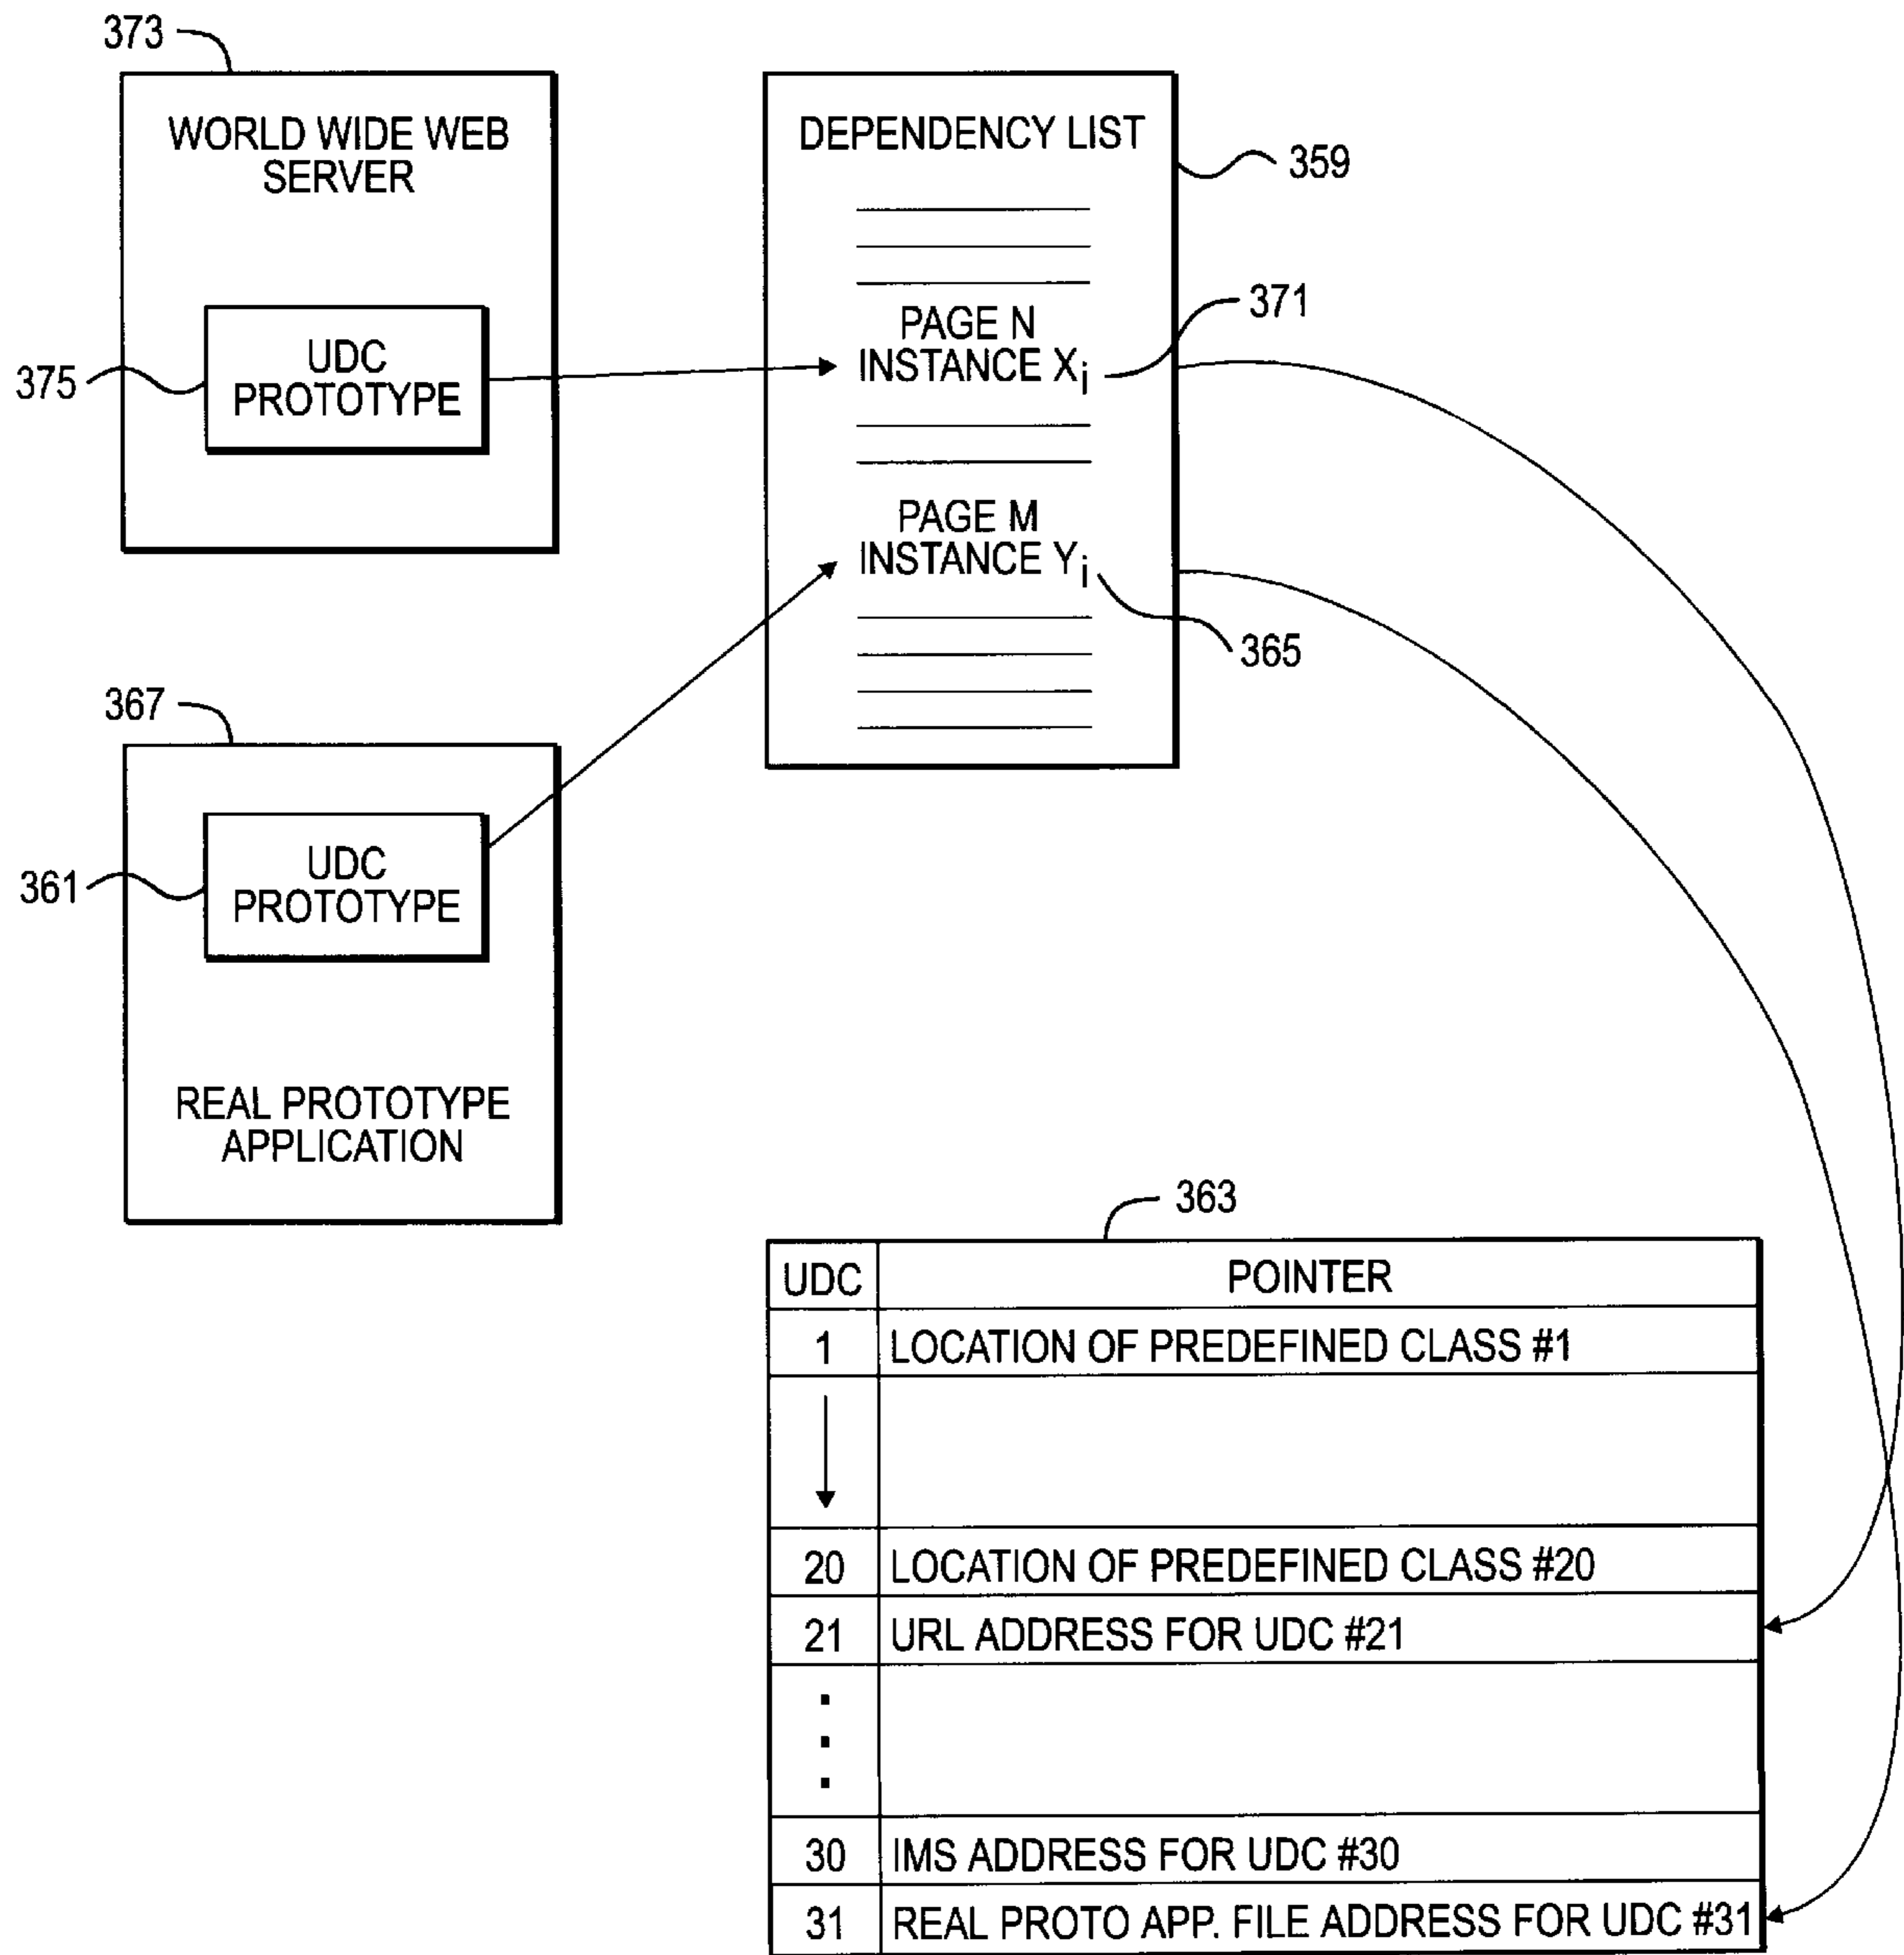 373
WORLD WIDE WEB
SERVER
375
UDC
PROTOTYPE
DEPENDENCY LIST
359
PAGE N
INSTANCE Xi
371
PAGE M
INSTANCE Yi
365
367
361
UDC
PROTOTYPE
REAL PROTOTYPE
APPLICATION
363
UDC POINTER
1 LOCATION OF PREDEFINED CLASS #1
20 LOCATION OF PREDEFINED CLASS #20
21 URL ADDRESS FOR UDC #21
30 IMS ADDRESS FOR UDC #30
31 REAL PROTO APP. FILE ADDRESS FOR UDC #31